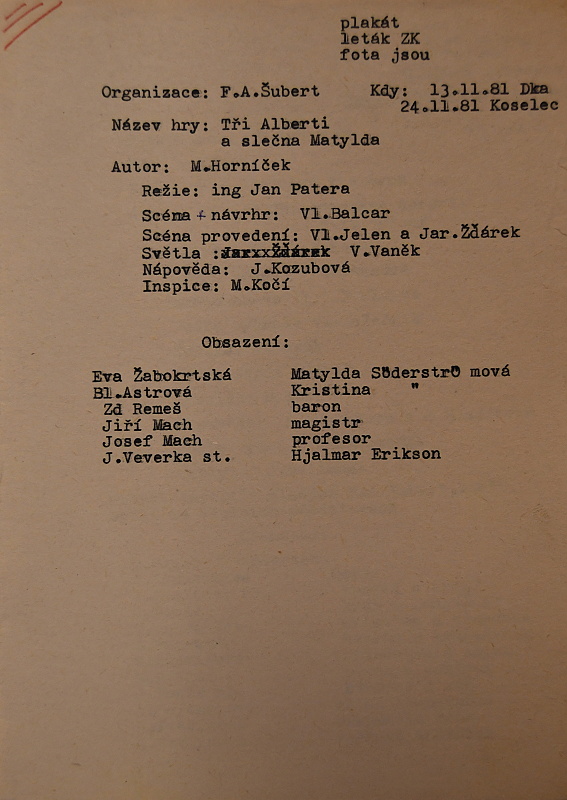 plakát
leták ZK
fota jsou
Organizace: F.A.Šubert Kdy: 13.11.81 Dka
24.11.81 Koselec
Název hry: Tři Alberti
a slečna Matylda
Autor: M.Horníček
Režie: ing Jan Patera
Scéna + návrhr: Vl.Balcar
Scéna provedení: Vl.Jelen a Jar.Žďárek
Světla : V.Vaněk
Nápověda: J.Kozubová
Inspice: M.Kočí
Obsazení:
Eva Žabokrtská Matylda Söderströ mová
Bl.Astrová Kristina "
Zd Remeš baron
Jiří Mach magistr
Josef Mach profesor
J.Veverka st. Hjalmar Erikson